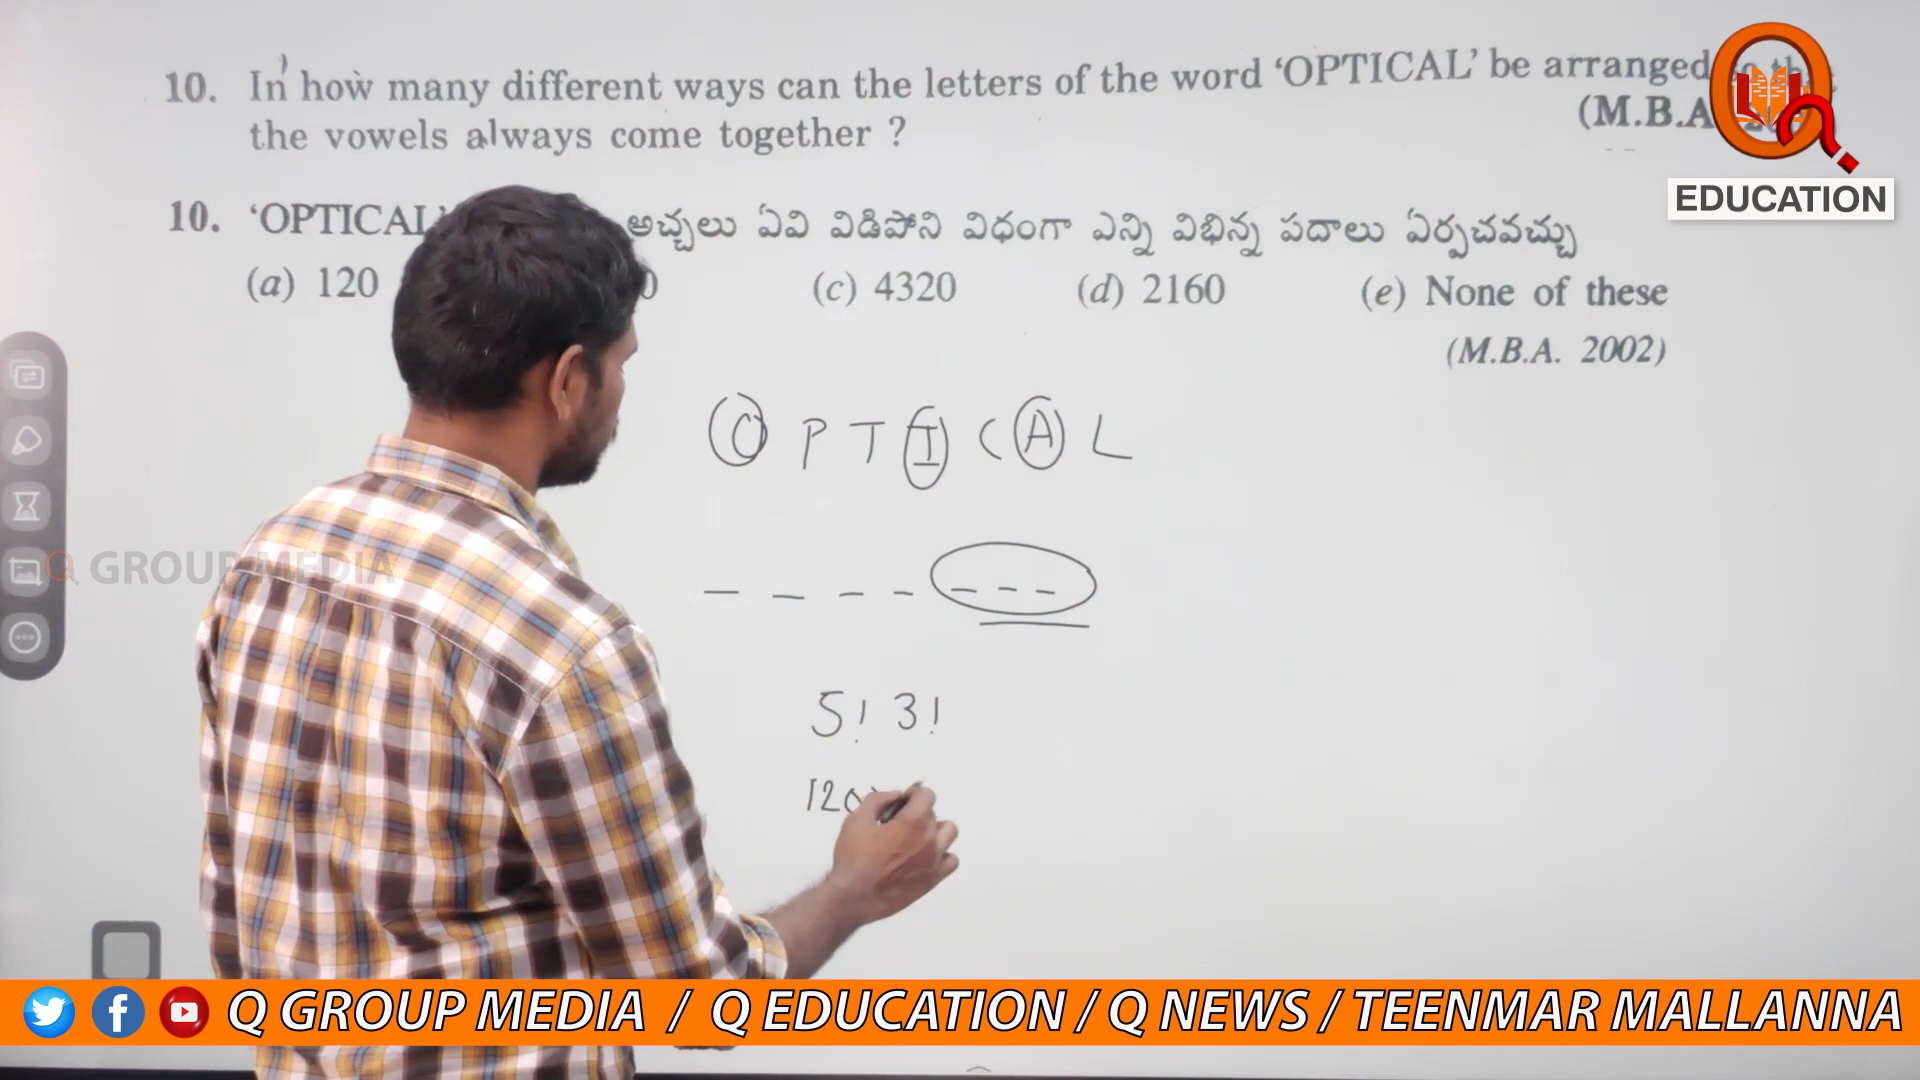 10. In how many different ways can the letters of the word ‘OPTICAL’ be arranged
the vowels always come together ? (M.B.A
EDUCATION
10. ‘OPTICAL’ అచ్చులు ఏవి విడిపోని విధంగా ఎన్ని విభిన్న పదాలు ఏర్పచవచ్చు
(a) 120 (c) 4320 (d) 2160 (e) None of these
(M.B.A. 2002)
O P T I C A L
Q GROUP MEDIA
5! 3!
120
Q GROUP MEDIA / Q EDUCATION / Q NEWS / TEENMAR MALLANNA